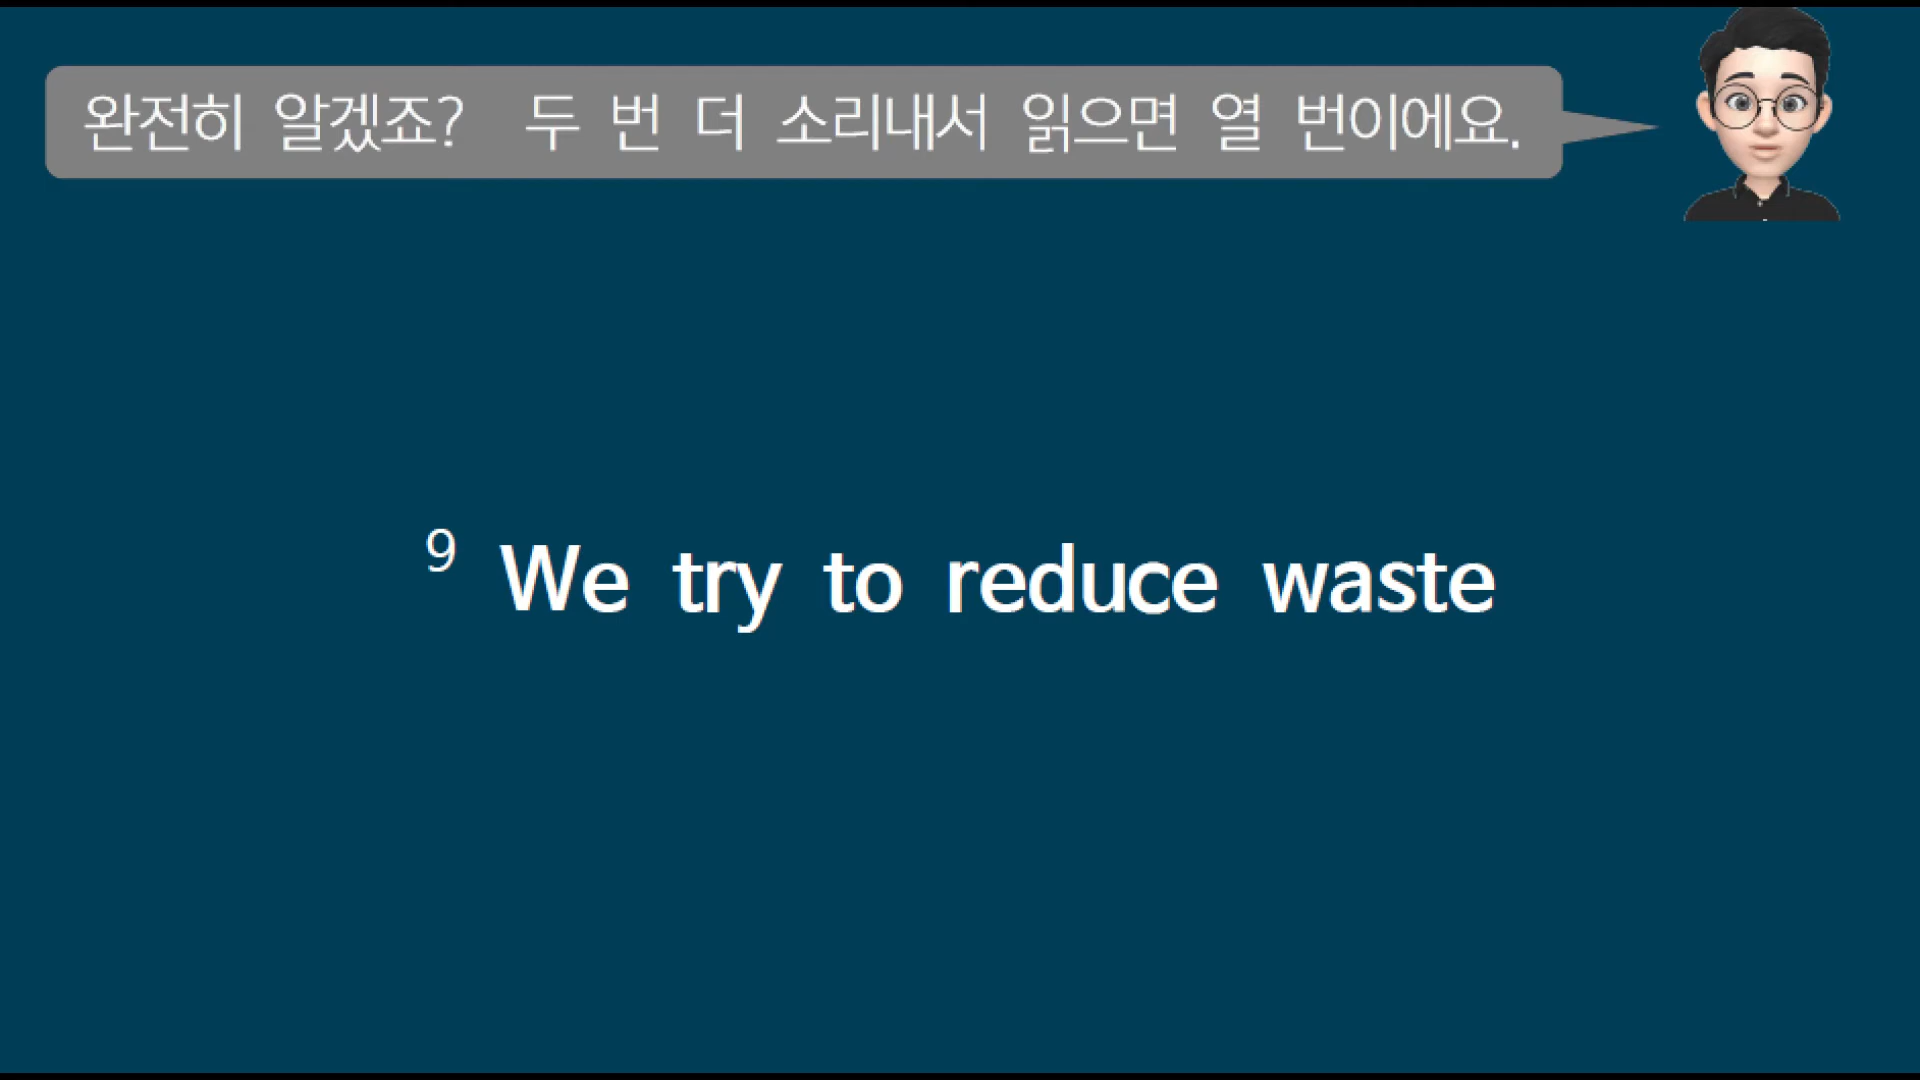 완전히 알겠죠? 두 번 더 소리내서 읽으면 열 번이에요.
9 We try to reduce waste